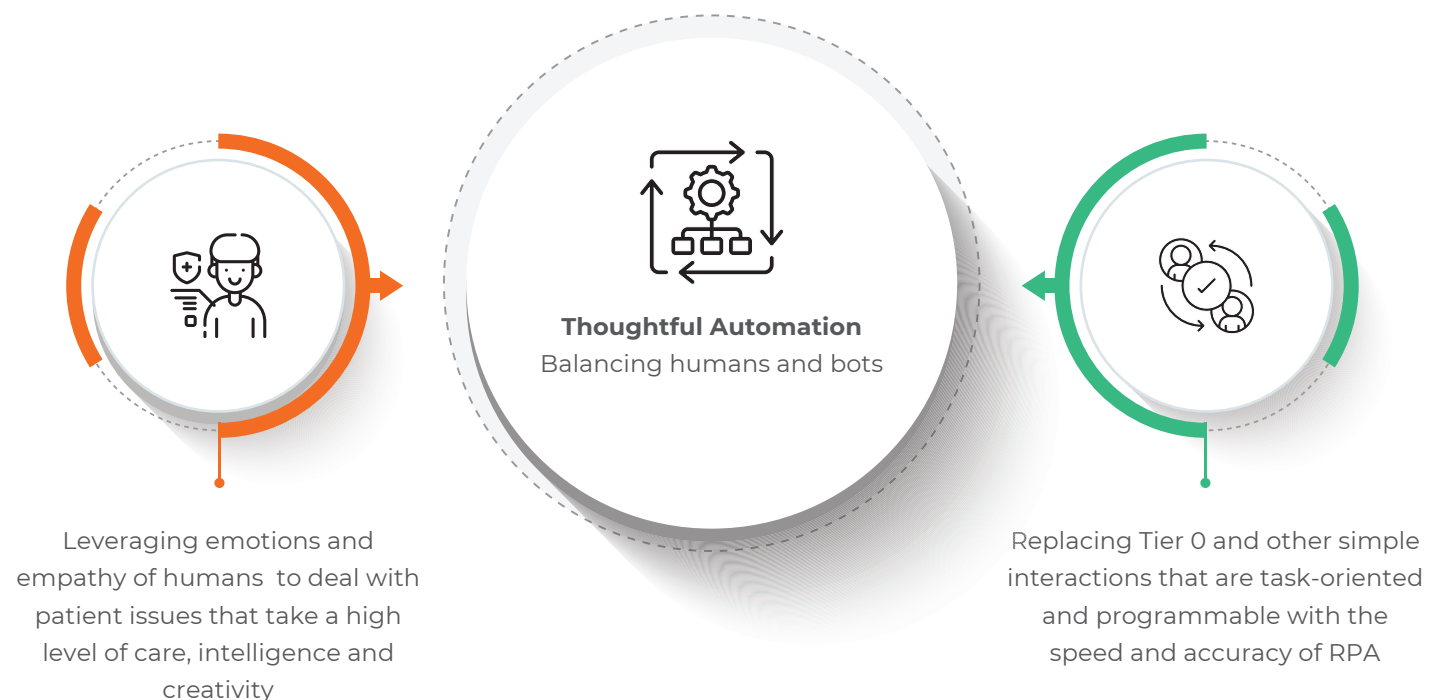 Thoughtful Automation
Balancing humans and bots
Leveraging emotions and
empathy of humans  to deal with
patient issues that take a high
level of care, intelligence and
creativity
Replacing Tier 0 and other simple
interactions that are task-oriented
and programmable with the
speed and accuracy of RPA